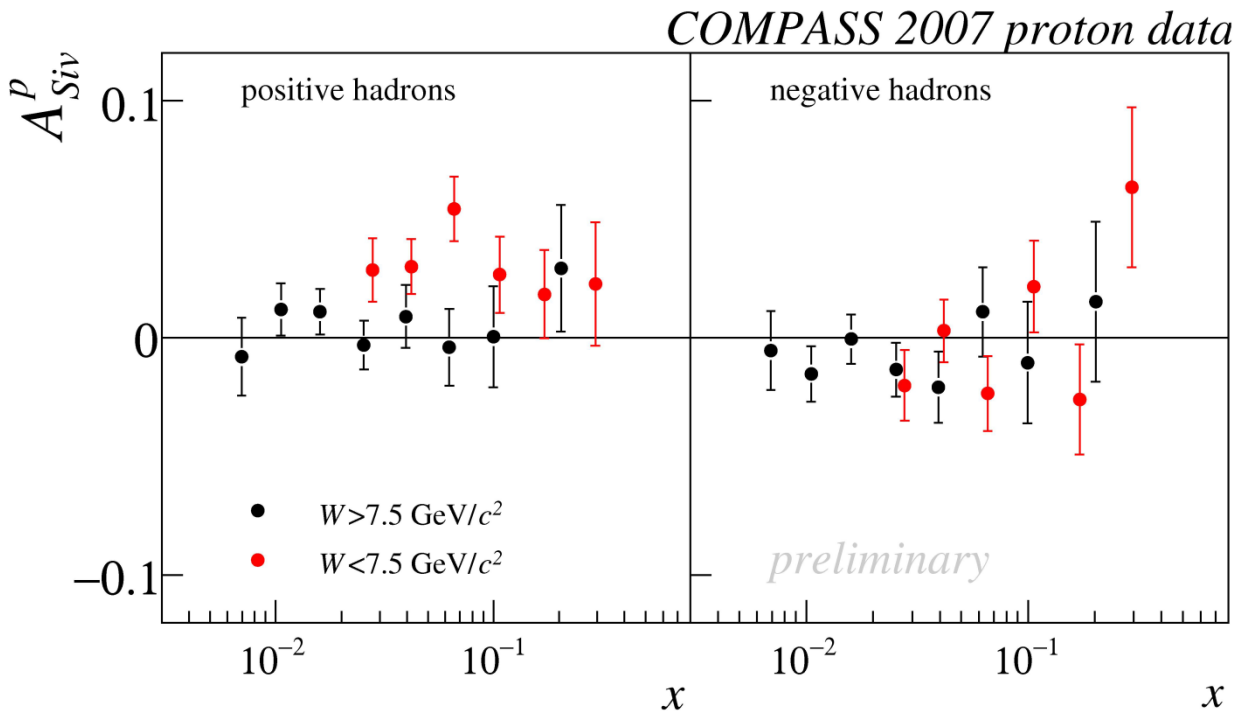 COMPASS 2007 proton data
A^p_Siv
positive hadrons
negative hadrons
0.1
0
−0.1
W>7.5 GeV/c²
W<7.5 GeV/c²
preliminary
10⁻² 10⁻¹ 10⁻² 10⁻¹
x x